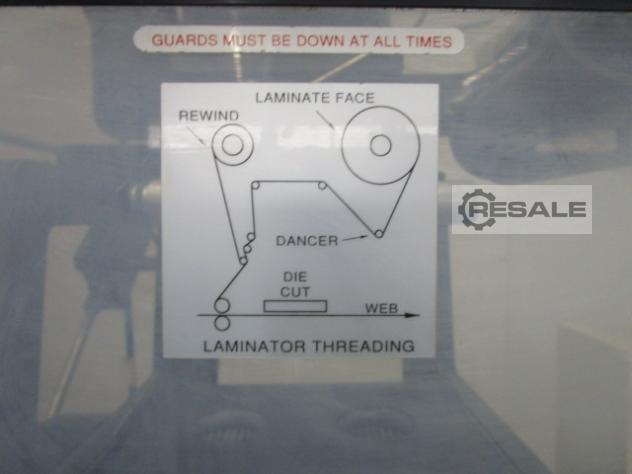 GUARDS MUST BE DOWN AT ALL TIMES
LAMINATE FACE
REWIND
RESALE
DANCER
DIE
CUT
WEB
LAMINATOR THREADING